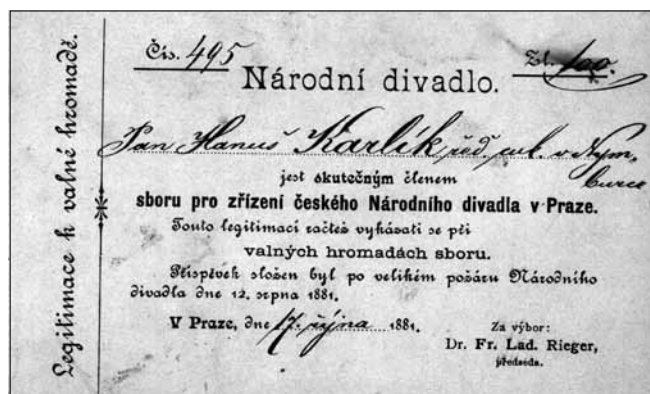 Legitimace k valné hromadě.
Čís. 495
Zl. 100
Národní divadlo.
Pan Hanuš Karlík, řed. cuk. v Nym-
burce
jest skutečným členem
sboru pro zřízení českého Národního divadla v Praze.
Touto legitimací račtež vykázati se při
valných hromadách sboru.
Příspěvek složen byl po velikém požáru Národního
divadla dne 12. srpna 1881.
V Praze, dne 17. října 1881.
Za výbor:
Dr. Fr. Lad. Rieger,
předseda.